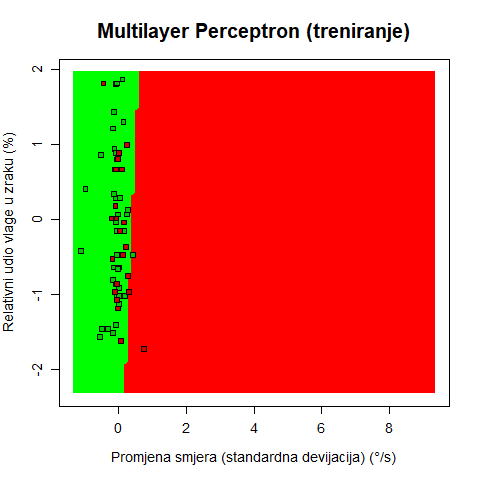 Multilayer Perceptron (treniranje)
Relativni udio vlage u zraku (%)
2
1
0
-1
-2
0 2 4 6 8
Promjena smjera (standardna devijacija) (°/s)